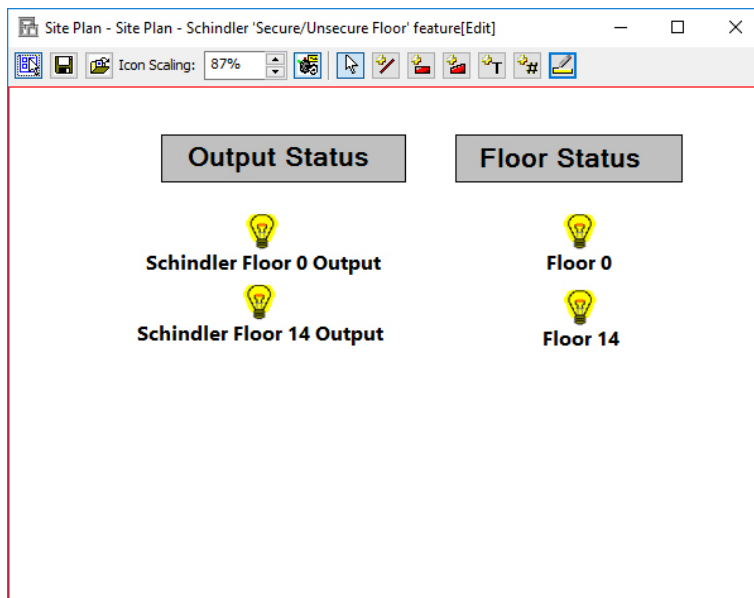 Site Plan - Site Plan - Schindler 'Secure/Unsecure Floor' feature[Edit]
Icon Scaling: 87%
T
#
Output Status
Floor Status
Schindler Floor 0 Output
Floor 0
Schindler Floor 14 Output
Floor 14